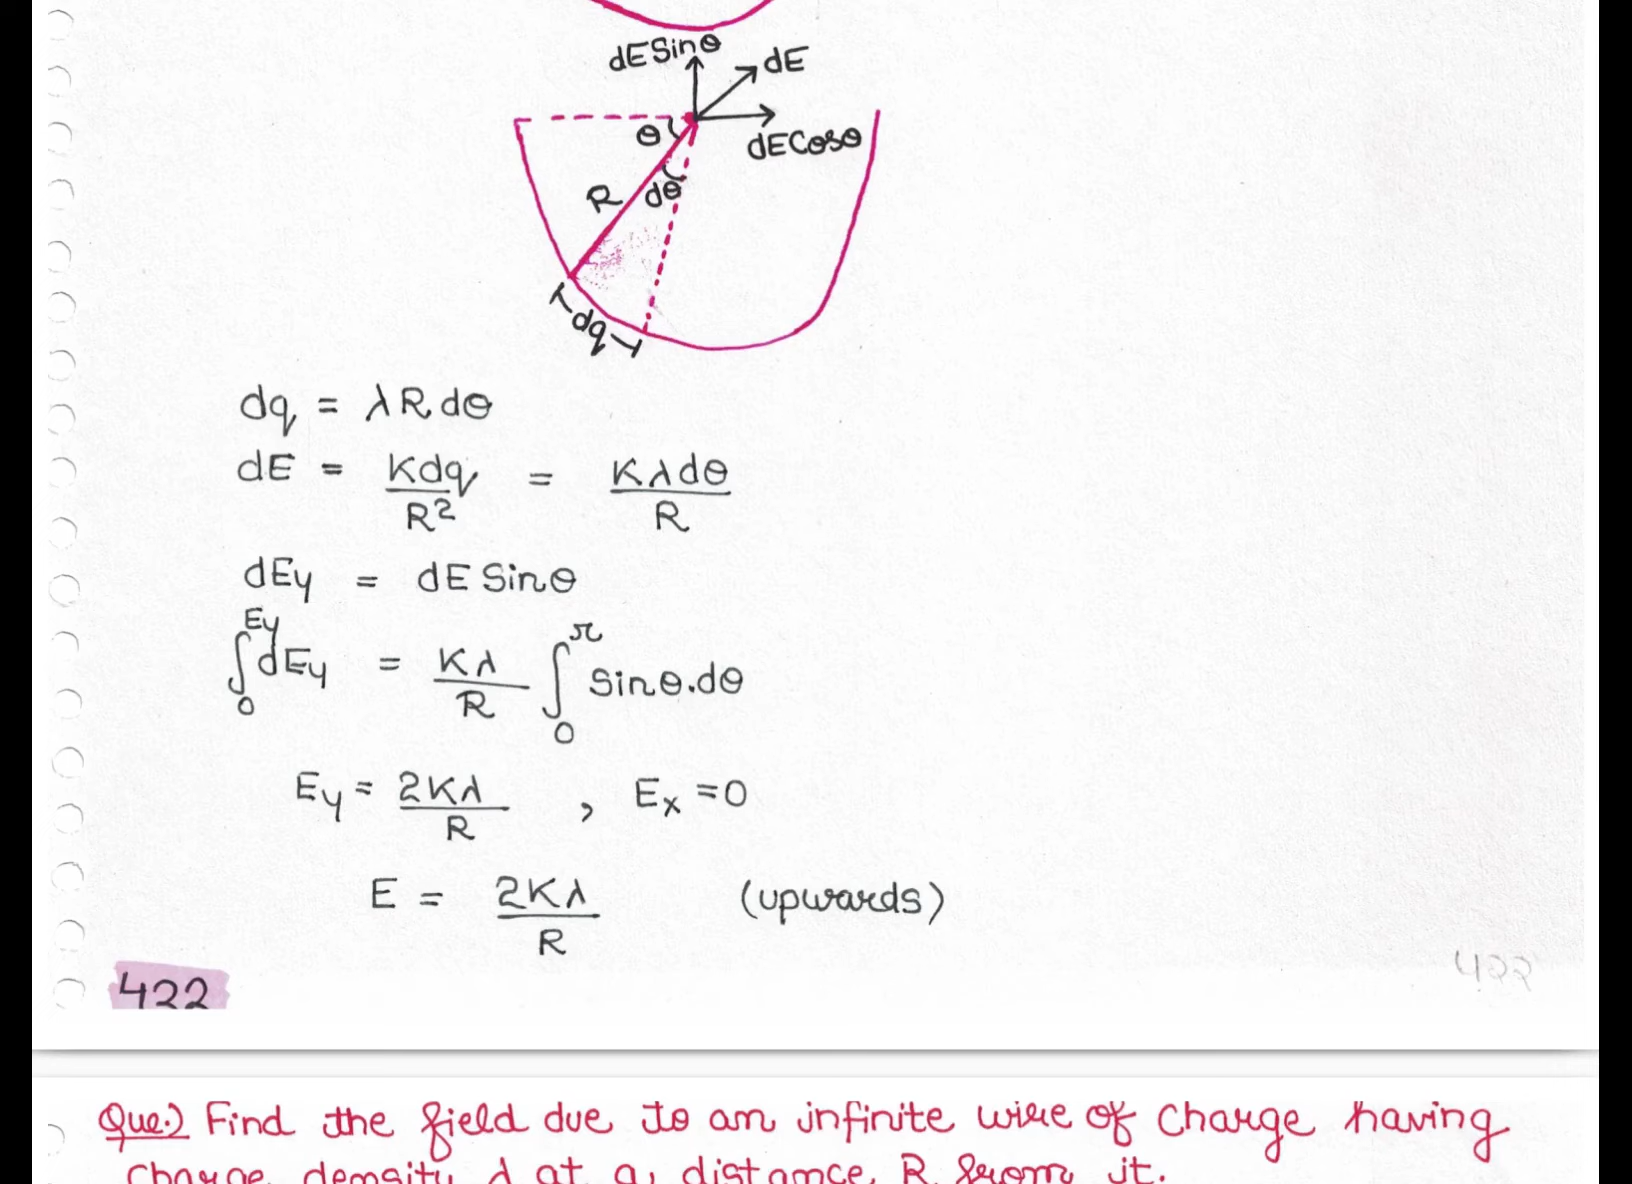 dE Sinθ
dE
θ
dE Cosθ
R
dθ
dq
dq = λ R dθ
dE = Kdq/R² = Kλdθ/R
dEy = dE Sinθ
∫₀^Ey dEy = Kλ/R ∫₀^π Sinθ.dθ
Ey = 2Kλ/R , Ex = 0
E = 2Kλ/R (upwards)
422
422
Que.) Find the field due to an infinite wire of charge having
charge density λ at a distance R from it.